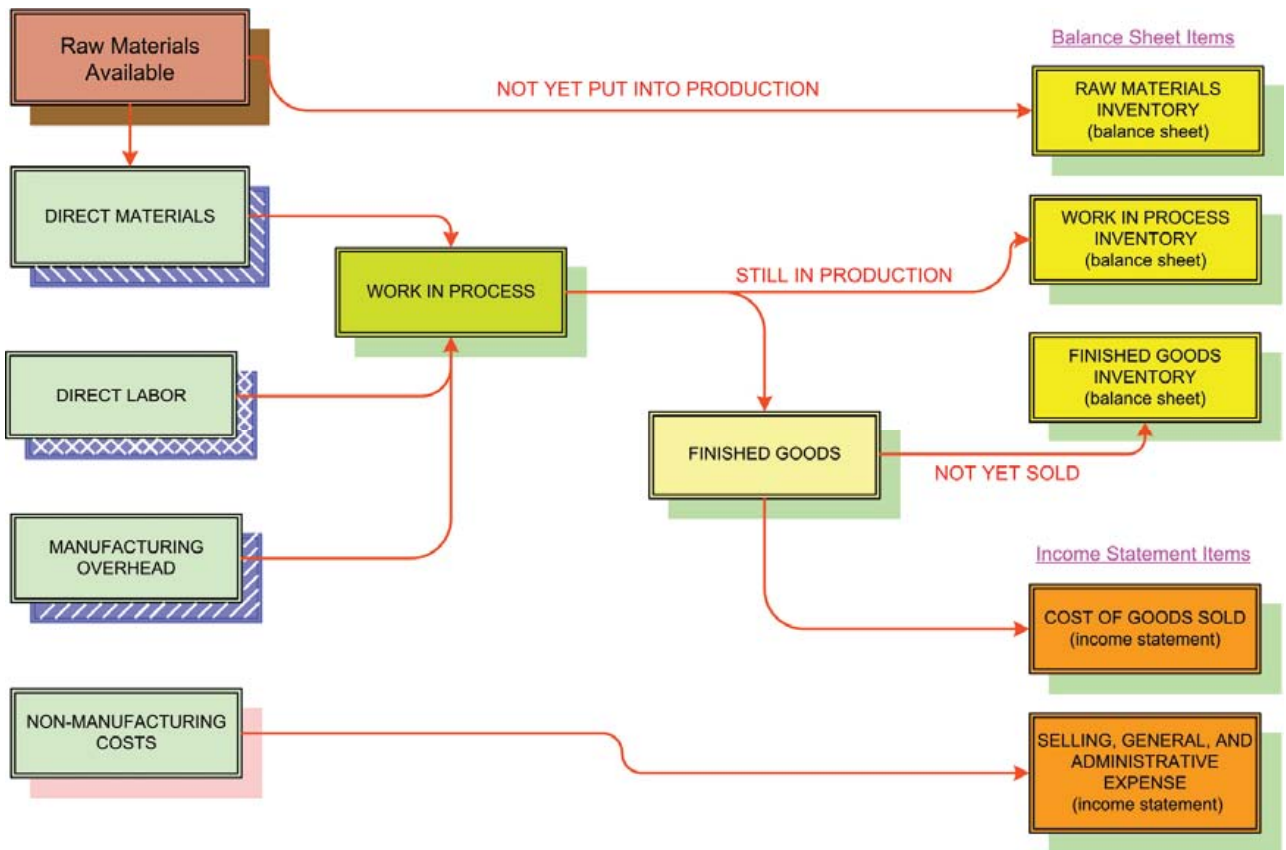 Raw Materials
Available
Balance Sheet Items
NOT YET PUT INTO PRODUCTION
RAW MATERIALS
INVENTORY
(balance sheet)
DIRECT MATERIALS
WORK IN PROCESS
INVENTORY
(balance sheet)
WORK IN PROCESS
STILL IN PRODUCTION
DIRECT LABOR
FINISHED GOODS
INVENTORY
(balance sheet)
FINISHED GOODS
NOT YET SOLD
MANUFACTURING
OVERHEAD
Income Statement Items
COST OF GOODS SOLD
(income statement)
NON-MANUFACTURING
COSTS
SELLING, GENERAL, AND
ADMINISTRATIVE
EXPENSE
(income statement)